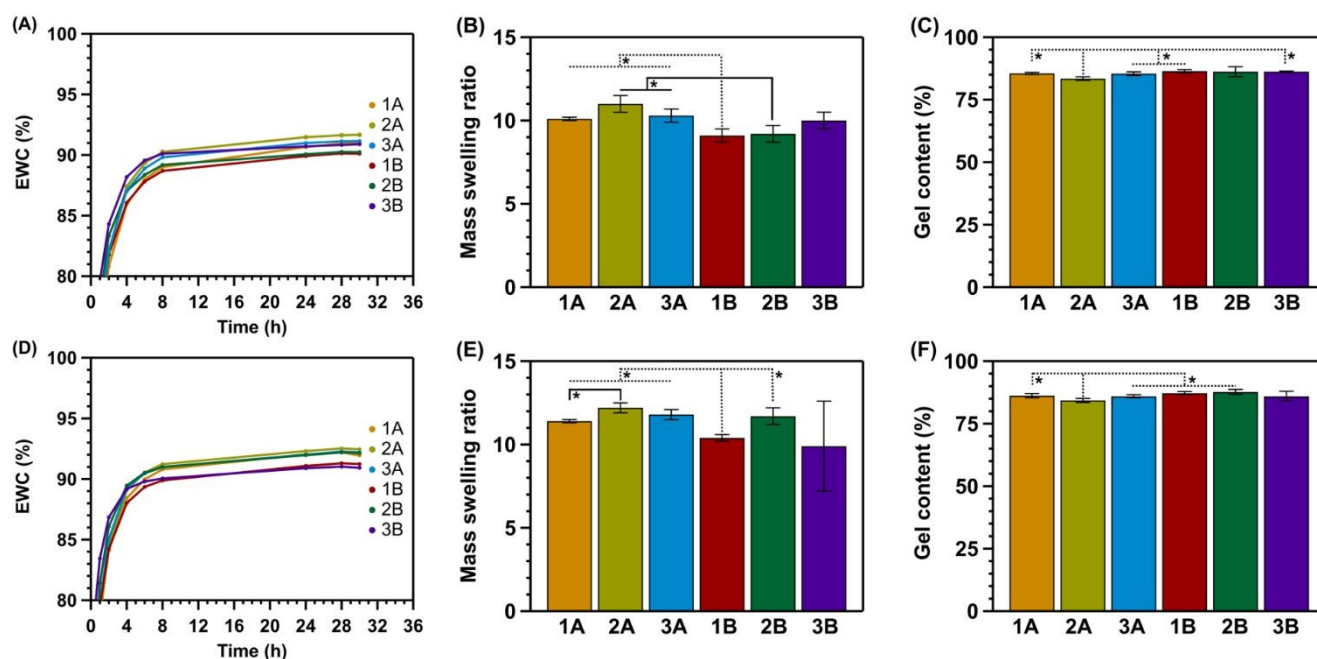 (A)
100
95
90
85
80
EWC (%)
0 4 8 12 16 20 24 28 32 36
Time (h)
1A
2A
3A
1B
2B
3B
(B)
15
10
5
0
Mass swelling ratio
* *
1A 2A 3A 1B 2B 3B
(C)
100
75
50
25
0
Gel content (%)
* * *
1A 2A 3A 1B 2B 3B
(D)
100
95
90
85
80
EWC (%)
0 4 8 12 16 20 24 28 32 36
Time (h)
1A
2A
3A
1B
2B
3B
(E)
15
10
5
0
Mass swelling ratio
* * *
1A 2A 3A 1B 2B 3B
(F)
100
75
50
25
0
Gel content (%)
* *
1A 2A 3A 1B 2B 3B